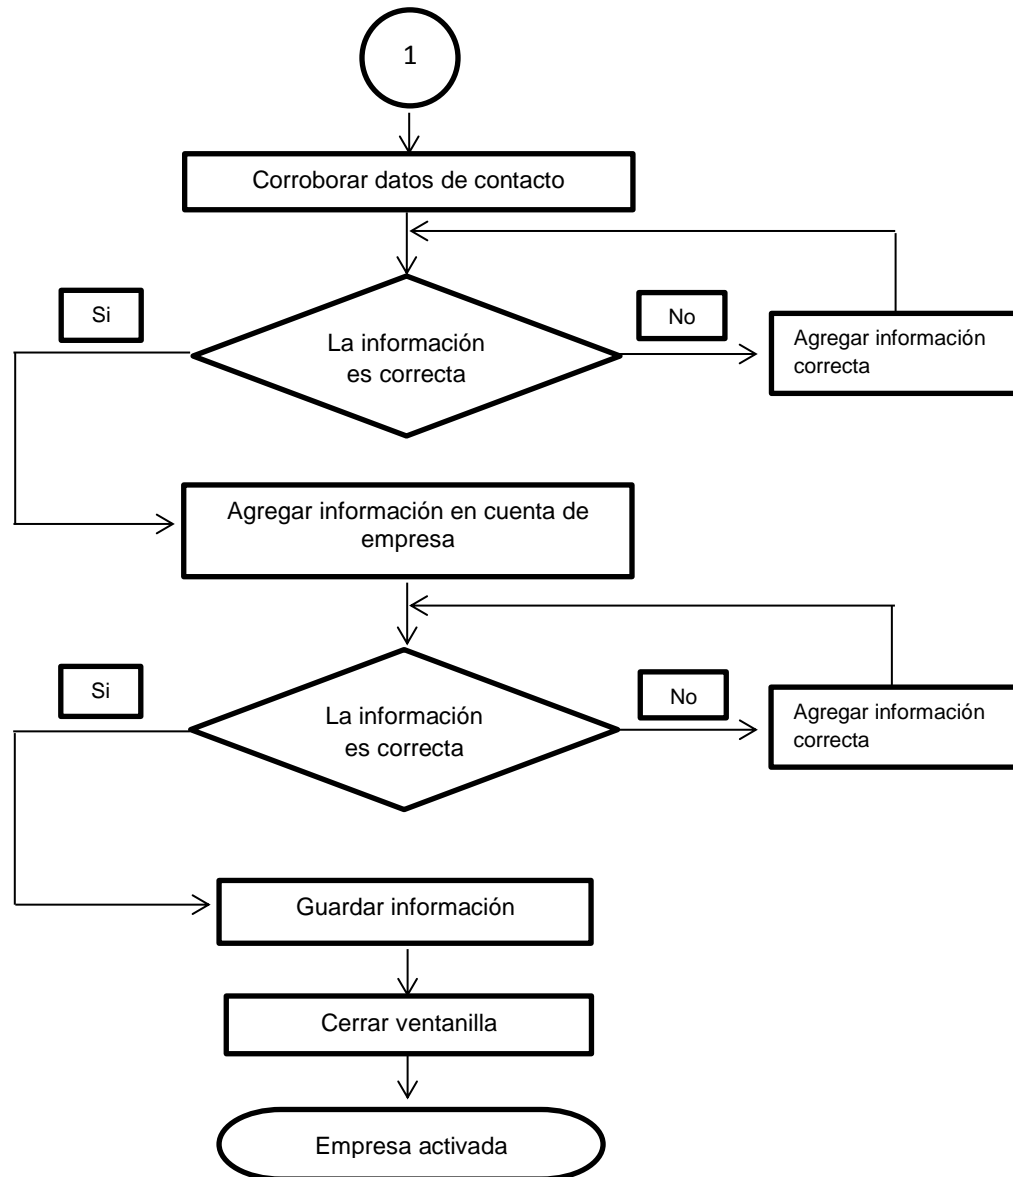 1
Corroborar datos de contacto
Si
La información
es correcta
No
Agregar información
correcta
Agregar información en cuenta de
empresa
Si
La información
es correcta
No
Agregar información
correcta
Guardar información
Cerrar ventanilla
Empresa activada